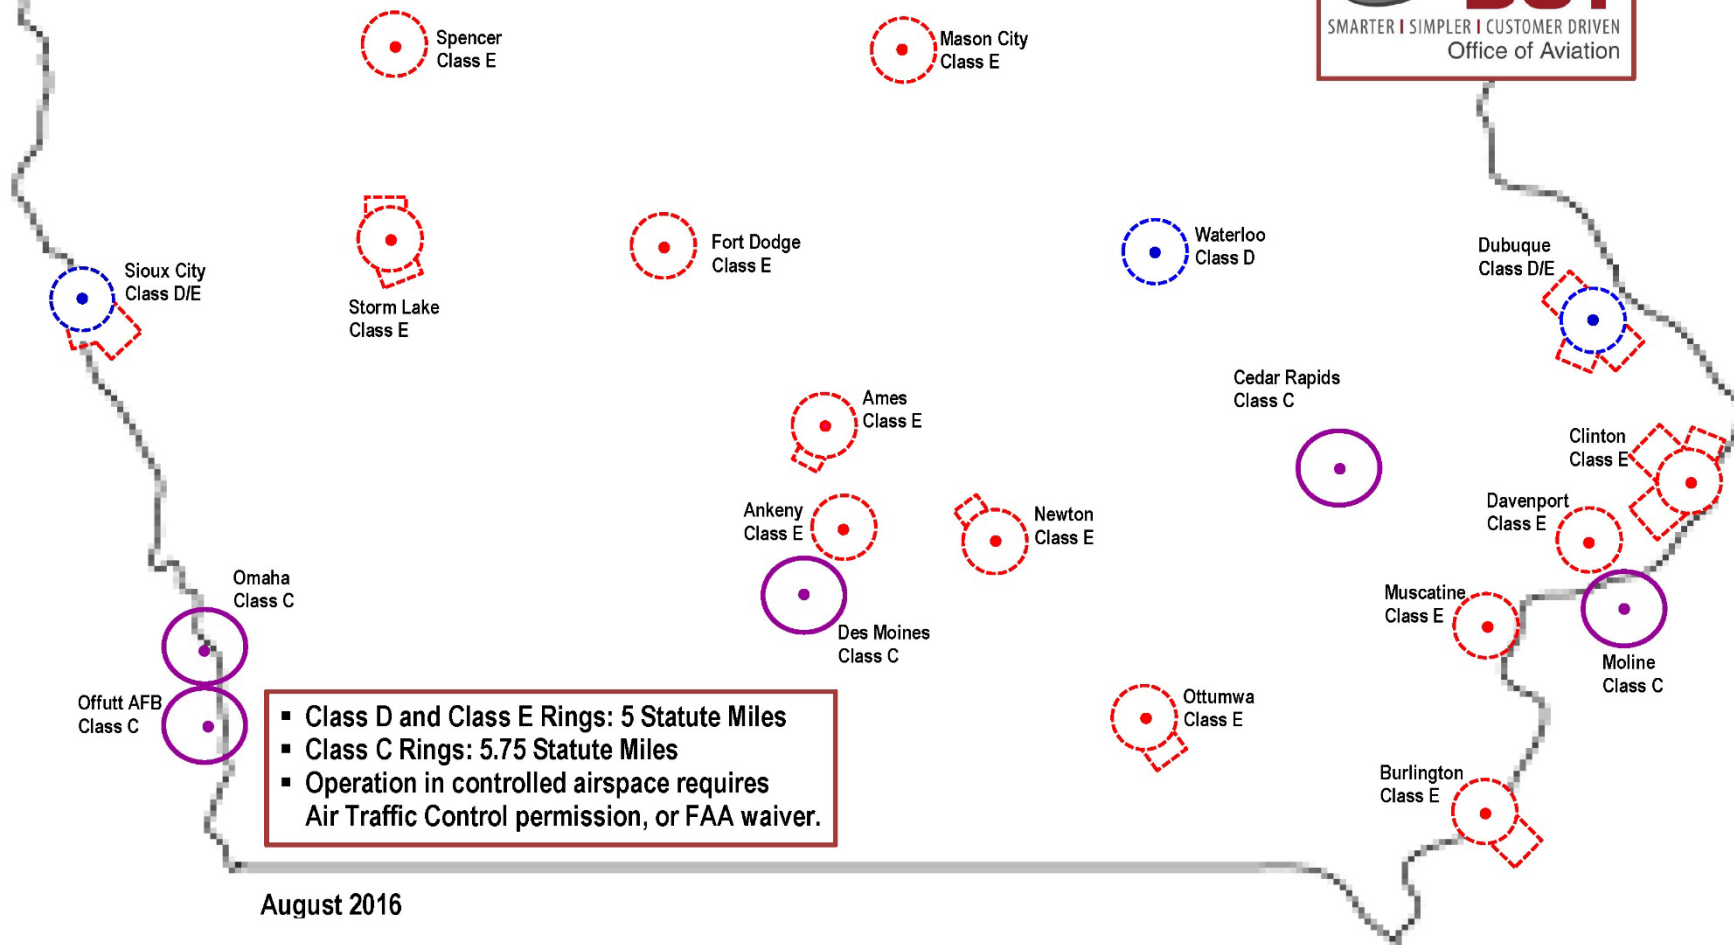 DOT
SMARTER | SIMPLER | CUSTOMER DRIVEN
Office of Aviation
Spencer
Class E
Mason City
Class E
Sioux City
Class D/E
Storm Lake
Class E
Fort Dodge
Class E
Waterloo
Class D
Dubuque
Class D/E
Ames
Class E
Cedar Rapids
Class C
Clinton
Class E
Ankeny
Class E
Newton
Class E
Davenport
Class E
Omaha
Class C
Des Moines
Class C
Muscatine
Class E
Moline
Class C
Offutt AFB
Class C
Ottumwa
Class E
Burlington
Class E
▪ Class D and Class E Rings: 5 Statute Miles
▪ Class C Rings: 5.75 Statute Miles
▪ Operation in controlled airspace requires
Air Traffic Control permission, or FAA waiver.
August 2016